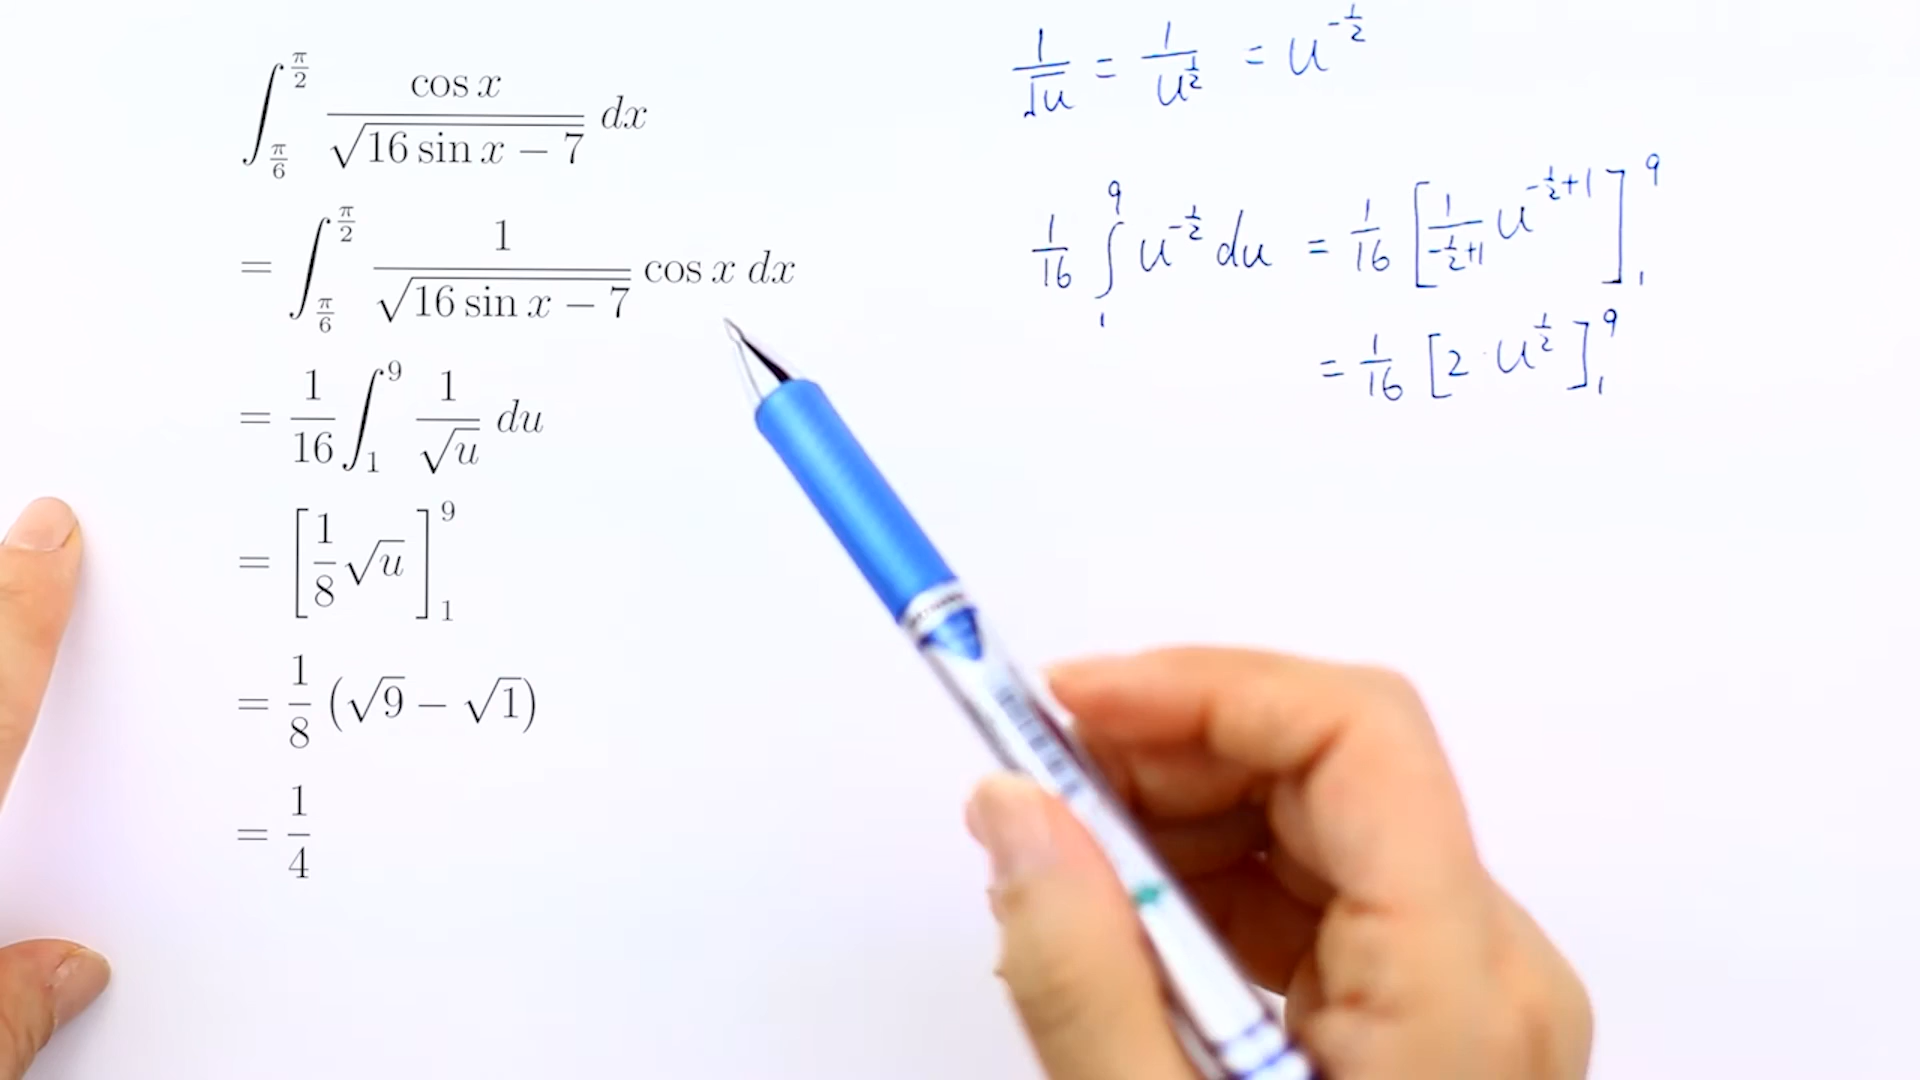 ∫_{π/6}^{π/2} cos x / √(16 sin x − 7) dx
= ∫_{π/6}^{π/2} 1 / √(16 sin x − 7) cos x dx
= 1/16 ∫_1^9 1/√u du
= [1/8 √u]_1^9
= 1/8 (√9 − √1)
= 1/4
1/√u = 1/u^{1/2} = u^{-1/2}
1/16 ∫_1^9 u^{-1/2} du = 1/16 [1/(-1/2+1) u^{-1/2+1}]_1^9
= 1/16 [2 · u^{1/2}]_1^9